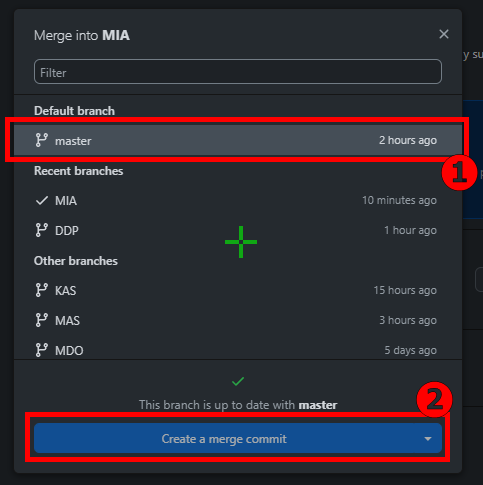 Merge into MIA
Filter
Default branch
master 2 hours ago
1
Recent branches
MIA 10 minutes ago
DDP 1 hour ago
Other branches
KAS 15 hours ago
MAS 3 hours ago
MDO 5 days ago
2
This branch is up to date with master
Create a merge commit
y su